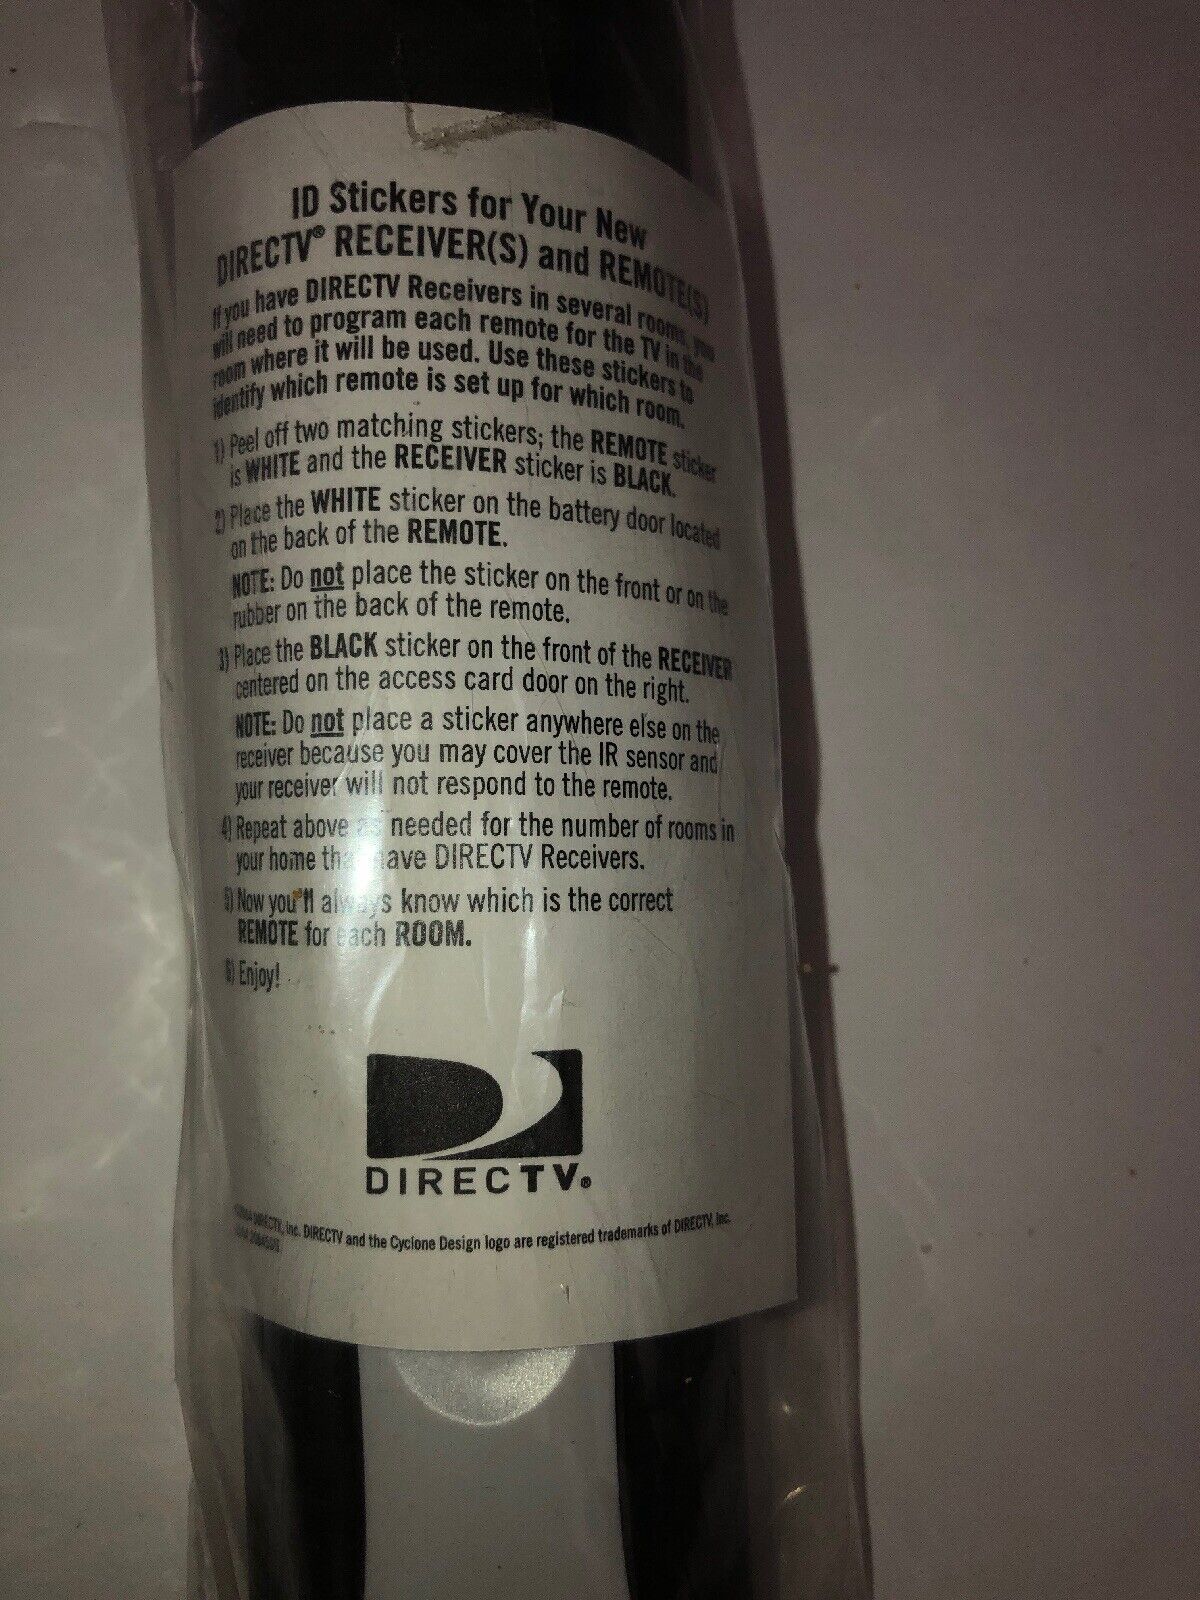 ID Stickers for Your New
DIRECTV® RECEIVER(S) and REMOTE(S)
If you have DIRECTV Receivers in several rooms, you
will need to program each remote for the TV in the
room where it will be used. Use these stickers to
identify which remote is set up for which room.
1) Peel off two matching stickers; the REMOTE sticker
is WHITE and the RECEIVER sticker is BLACK.
2) Place the WHITE sticker on the battery door located
on the back of the REMOTE.
NOTE: Do not place the sticker on the front or on the
rubber on the back of the remote.
3) Place the BLACK sticker on the front of the RECEIVER
centered on the access card door on the right.
NOTE: Do not place a sticker anywhere else on the
receiver because you may cover the IR sensor and
your receiver will not respond to the remote.
4) Repeat above as needed for the number of rooms in
your home that have DIRECTV Receivers.
5) Now you'll always know which is the correct
REMOTE for each ROOM.
6) Enjoy!
DIRECTV®
DIRECTV, Inc. DIRECTV and the Cyclone Design logo are registered trademarks of DIRECTV, Inc.